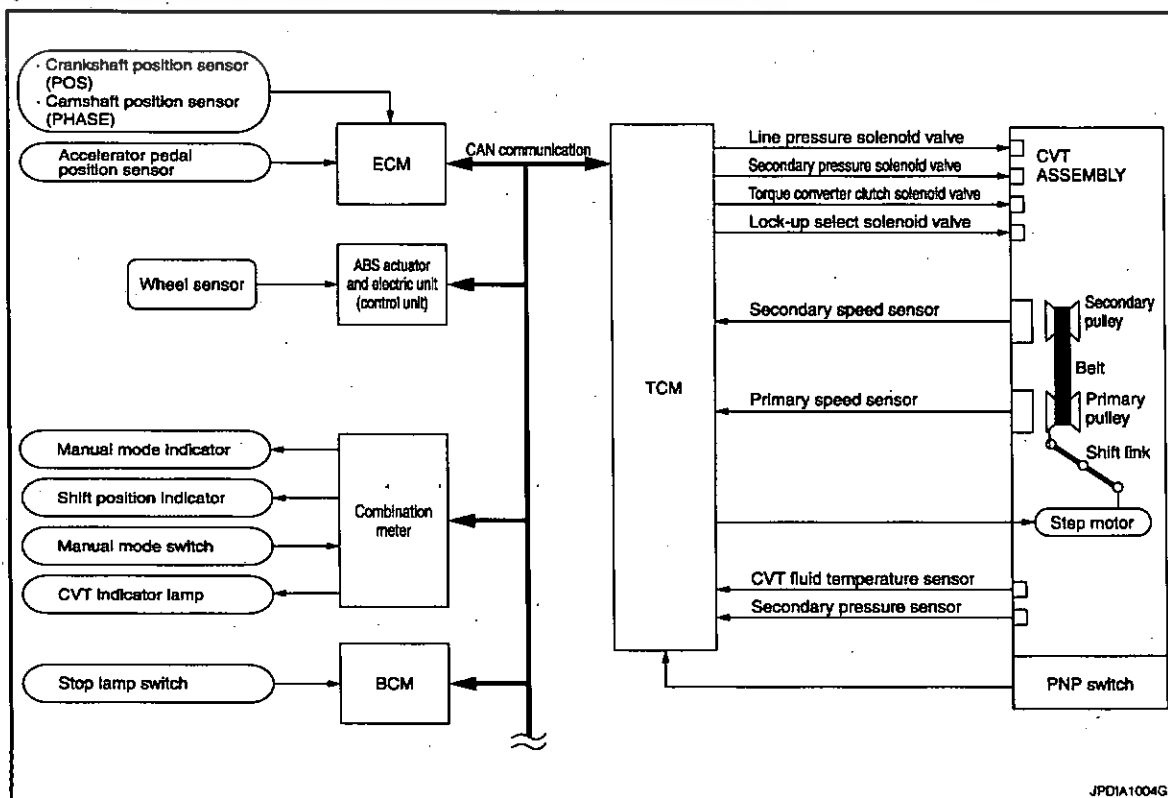 · Crankshaft position sensor
(POS)
· Camshaft position sensor
(PHASE)
Accelerator pedal
position sensor
ECM
CAN communication
Wheel sensor
ABS actuator
and electric unit
(control unit)
Manual mode indicator
Shift position indicator
Manual mode switch
CVT indicator lamp
Combination
meter
Stop lamp switch
BCM
TCM
Line pressure solenoid valve
Secondary pressure solenoid valve
Torque converter clutch solenoid valve
Lock-up select solenoid valve
Secondary speed sensor
Primary speed sensor
CVT fluid temperature sensor
Secondary pressure sensor
CVT
ASSEMBLY
Secondary
pulley
Belt
Primary
pulley
Shift link
Step motor
PNP switch
JPDIA1004G